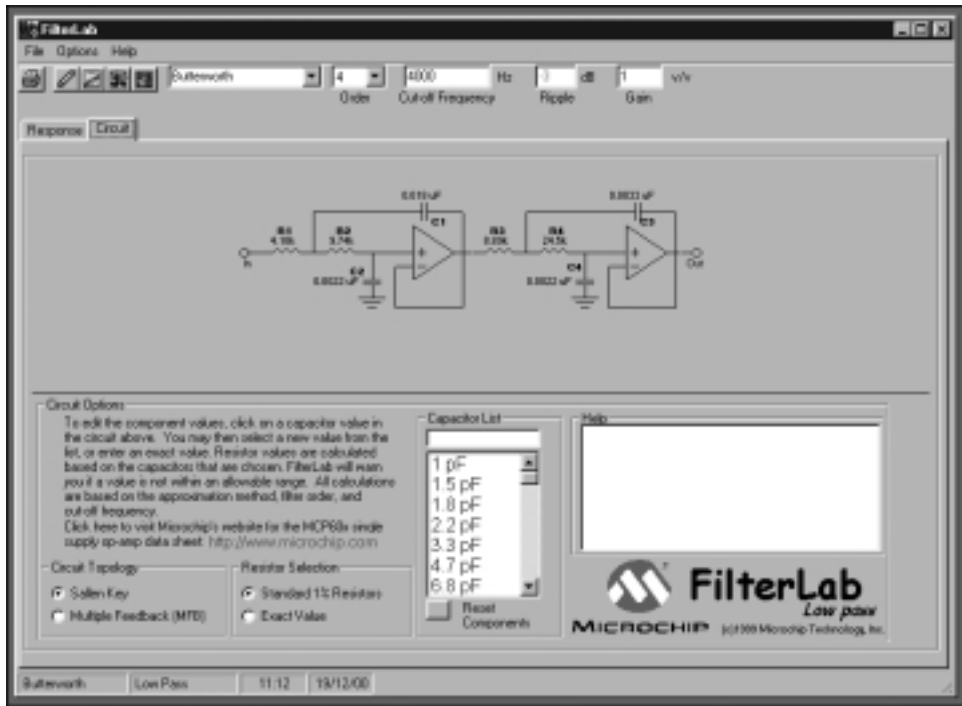 FilterLab
File Options Help
Butterworth 4 4000 Hz -3 dB 1 v/v
Order Cutoff Frequency Ripple Gain
Response Circuit
C1
R1
R2
3.74k
In
C2
0.0022 uF
R3
24.5k
C3
0.0033 uF
C4
0.0022 uF
Out
Circuit Options
To edit the component values, click on a capacitor value in
the circuit above. You may then select a new value from the
list, or enter an exact value. Resistor values are calculated
based on the capacitors that are chosen. FilterLab will warn
you if a value is not within an allowable range. All calculations
are based on the approximation method, filter order, and
cut-off frequency.
Click here to visit Microchip's website for the MCP60x single
supply op-amp data sheet: http://www.microchip.com
Circuit Topology
Sallen Key
Multiple Feedback (MFB)
Resistor Selection
Standard 1% Resistors
Exact Value
Capacitor List
1 pF
1.5 pF
1.8 pF
2.2 pF
3.3 pF
4.7 pF
6.8 pF
Reset
Components
Help
FilterLab
Low pass
MICROCHIP (c)1999 Microchip Technology, Inc.
Butterworth Low Pass 11:12 19/12/00